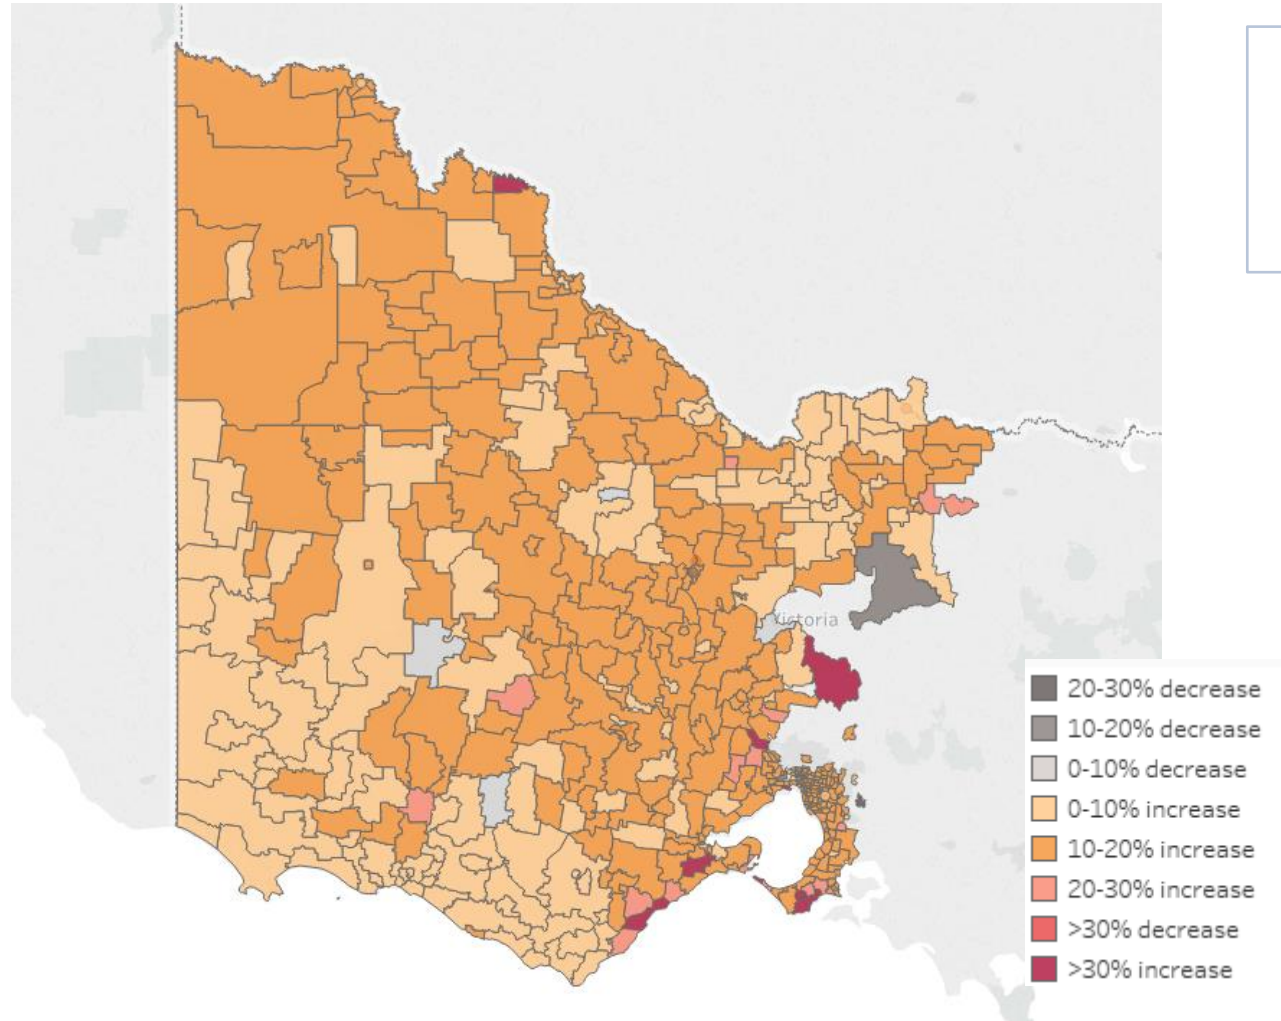 Victoria
20-30% decrease
10-20% decrease
0-10% decrease
0-10% increase
10-20% increase
20-30% increase
>30% decrease
>30% increase